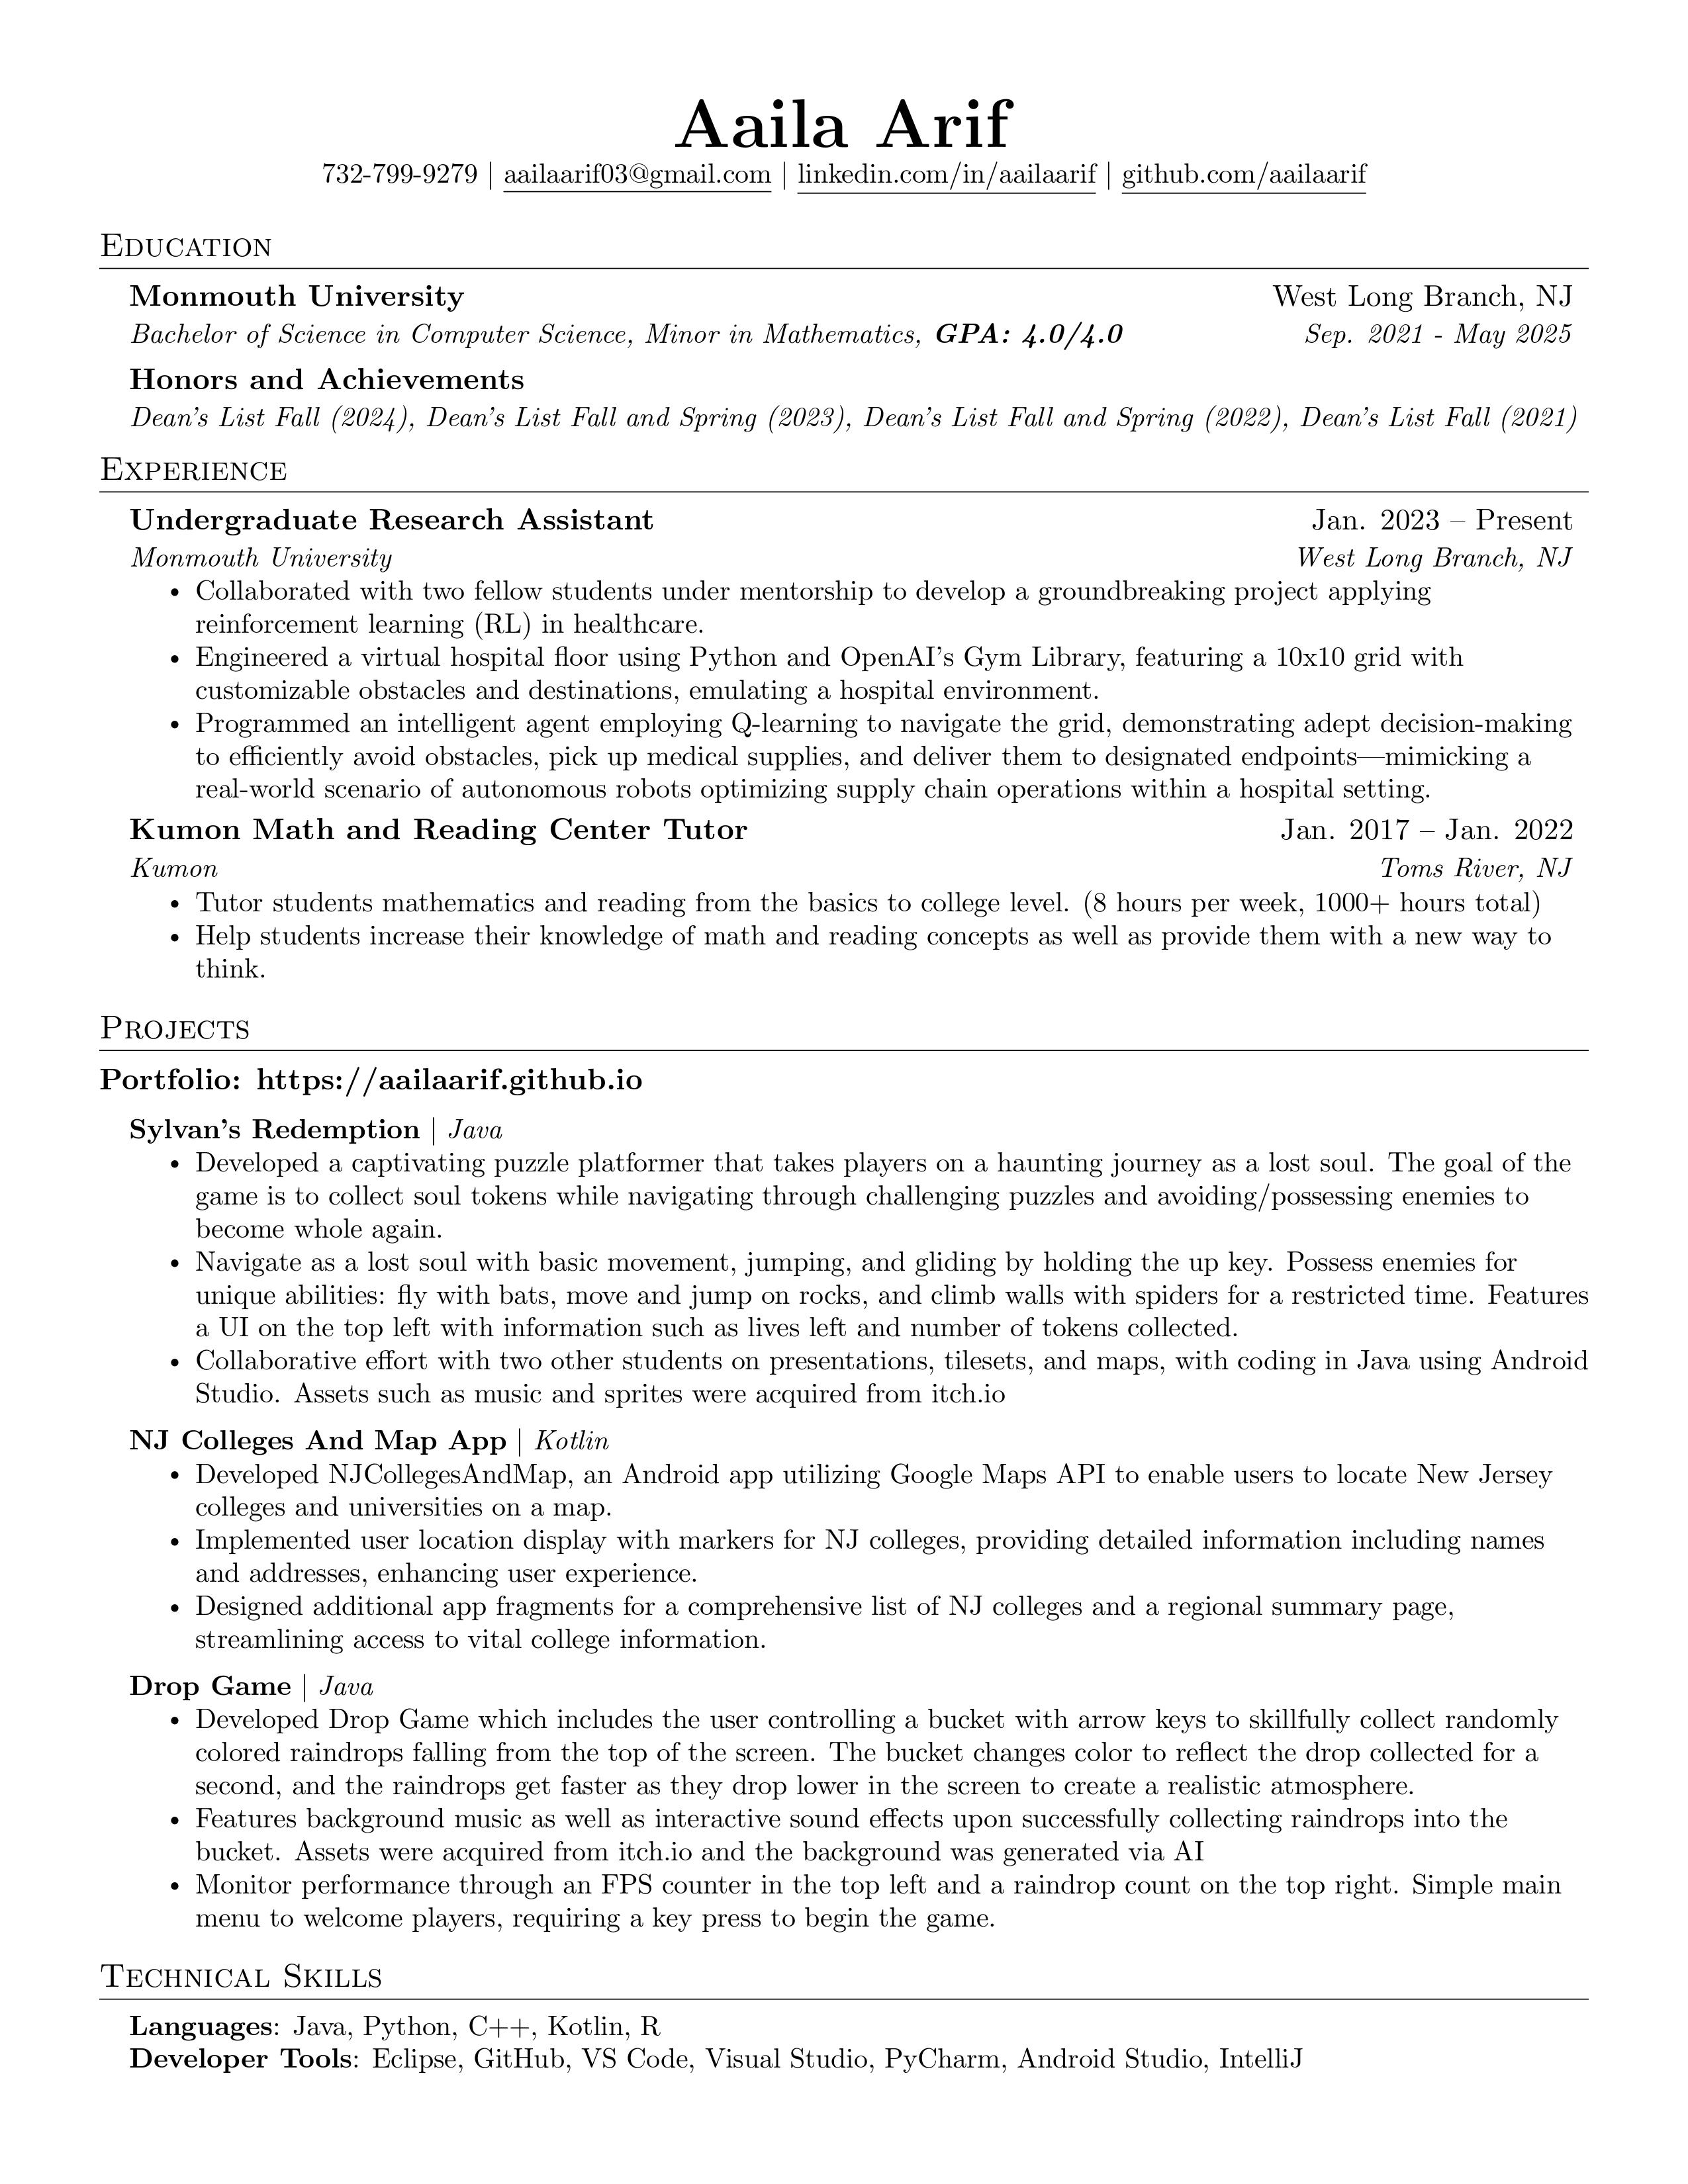 Aaila Arif
732-799-9279 | aailaarif03@gmail.com | linkedin.com/in/aailaarif | github.com/aailaarif
Education
Monmouth University West Long Branch, NJ
Bachelor of Science in Computer Science, Minor in Mathematics, GPA: 4.0/4.0 Sep. 2021 - May 2025
Honors and Achievements
Dean's List Fall (2024), Dean's List Fall and Spring (2023), Dean's List Fall and Spring (2022), Dean's List Fall (2021)
Experience
Undergraduate Research Assistant Jan. 2023 – Present
Monmouth University West Long Branch, NJ
• Collaborated with two fellow students under mentorship to develop a groundbreaking project applying
reinforcement learning (RL) in healthcare.
• Engineered a virtual hospital floor using Python and OpenAI's Gym Library, featuring a 10x10 grid with
customizable obstacles and destinations, emulating a hospital environment.
• Programmed an intelligent agent employing Q-learning to navigate the grid, demonstrating adept decision-making
to efficiently avoid obstacles, pick up medical supplies, and deliver them to designated endpoints—mimicking a
real-world scenario of autonomous robots optimizing supply chain operations within a hospital setting.
Kumon Math and Reading Center Tutor Jan. 2017 – Jan. 2022
Kumon Toms River, NJ
• Tutor students mathematics and reading from the basics to college level. (8 hours per week, 1000+ hours total)
• Help students increase their knowledge of math and reading concepts as well as provide them with a new way to
think.
Projects
Portfolio: https://aailaarif.github.io
Sylvan's Redemption | Java
• Developed a captivating puzzle platformer that takes players on a haunting journey as a lost soul. The goal of the
game is to collect soul tokens while navigating through challenging puzzles and avoiding/possessing enemies to
become whole again.
• Navigate as a lost soul with basic movement, jumping, and gliding by holding the up key. Possess enemies for
unique abilities: fly with bats, move and jump on rocks, and climb walls with spiders for a restricted time. Features
a UI on the top left with information such as lives left and number of tokens collected.
• Collaborative effort with two other students on presentations, tilesets, and maps, with coding in Java using Android
Studio. Assets such as music and sprites were acquired from itch.io
NJ Colleges And Map App | Kotlin
• Developed NJCollegesAndMap, an Android app utilizing Google Maps API to enable users to locate New Jersey
colleges and universities on a map.
• Implemented user location display with markers for NJ colleges, providing detailed information including names
and addresses, enhancing user experience.
• Designed additional app fragments for a comprehensive list of NJ colleges and a regional summary page,
streamlining access to vital college information.
Drop Game | Java
• Developed Drop Game which includes the user controlling a bucket with arrow keys to skillfully collect randomly
colored raindrops falling from the top of the screen. The bucket changes color to reflect the drop collected for a
second, and the raindrops get faster as they drop lower in the screen to create a realistic atmosphere.
• Features background music as well as interactive sound effects upon successfully collecting raindrops into the
bucket. Assets were acquired from itch.io and the background was generated via AI
• Monitor performance through an FPS counter in the top left and a raindrop count on the top right. Simple main
menu to welcome players, requiring a key press to begin the game.
Technical Skills
Languages: Java, Python, C++, Kotlin, R
Developer Tools: Eclipse, GitHub, VS Code, Visual Studio, PyCharm, Android Studio, IntelliJ